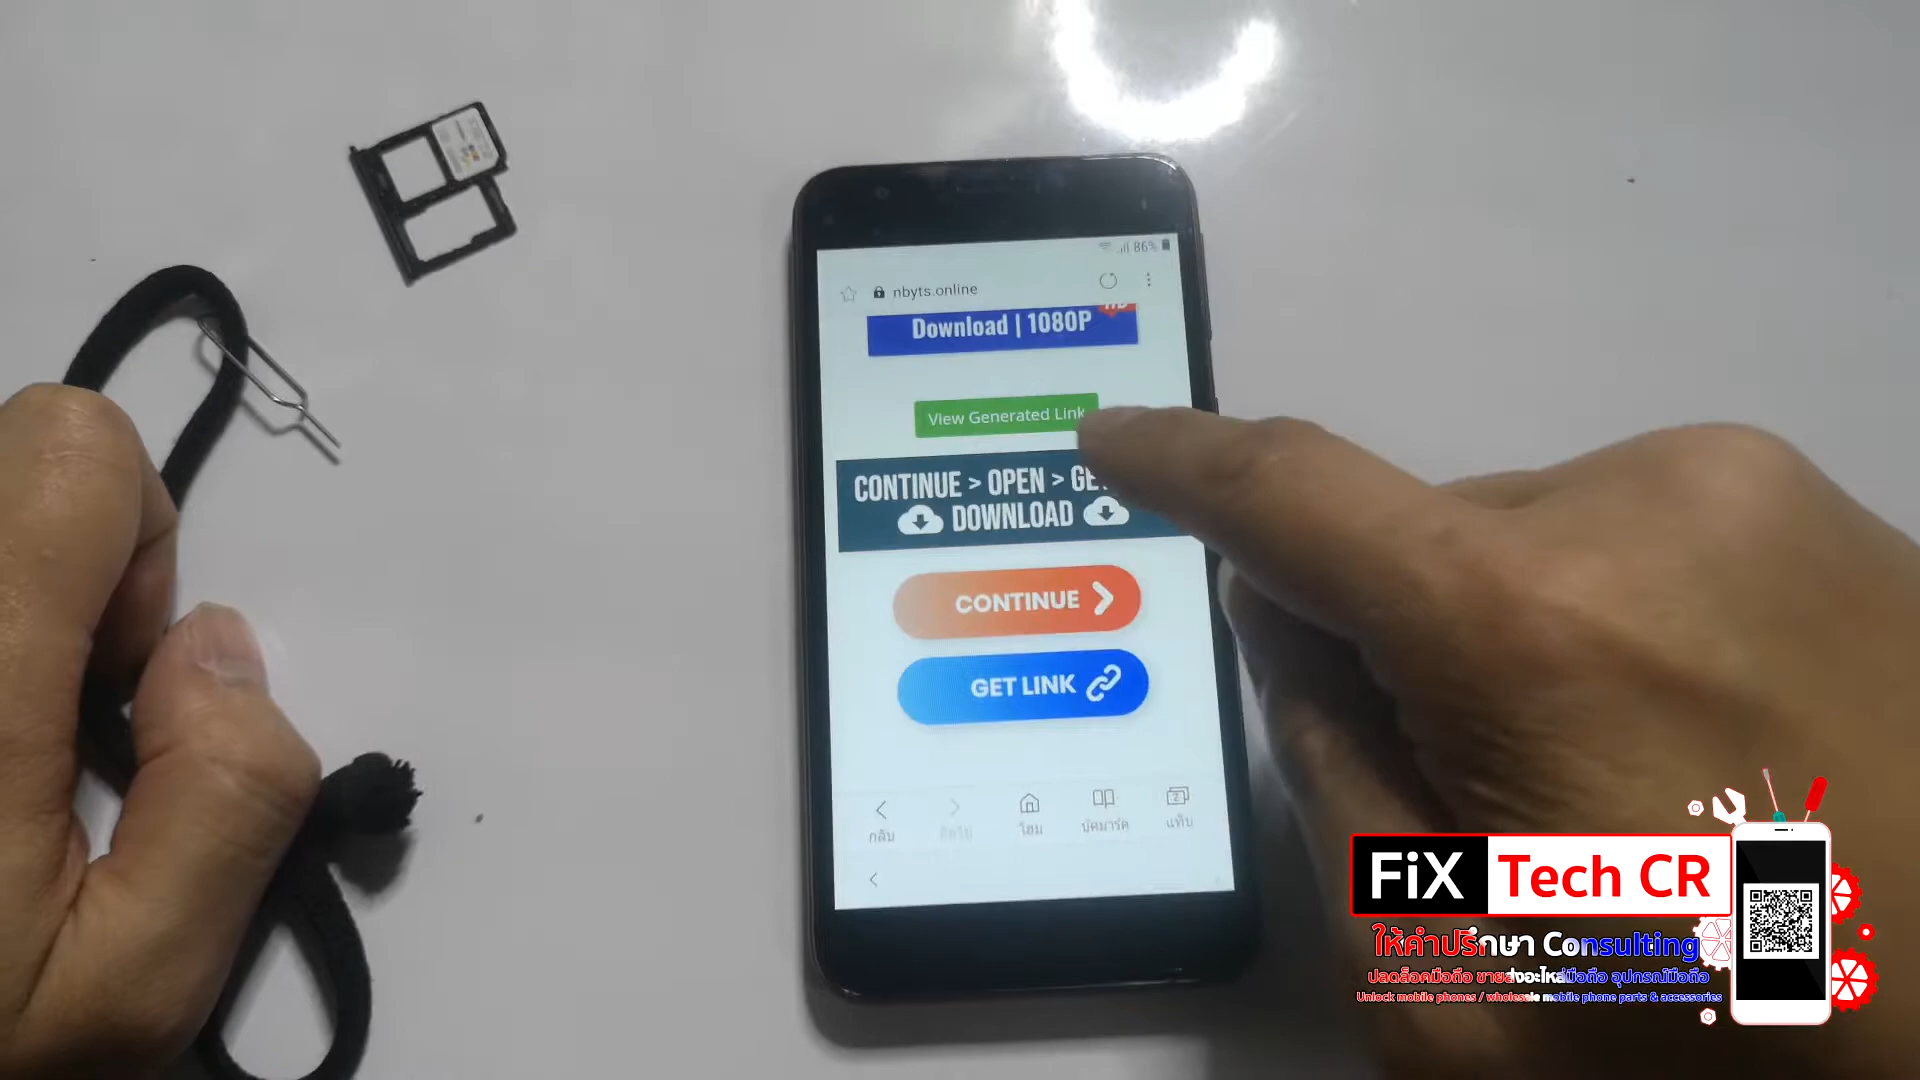 86%
nbyts.online
HD
Download | 1080P
View Generated Link
CONTINUE > OPEN > GE
DOWNLOAD
CONTINUE
GET LINK
2
กลับ
โฮม
บุ๊คมาร์ค
แท็บ
FiX Tech CR
ให้คำปรึกษา Consulting
ปลดล็อคมือถือ ขายส่งอะไหล่มือถือ อุปกรณ์มือถือ
Unlock mobile phones / wholesale mobile phone parts & accessories